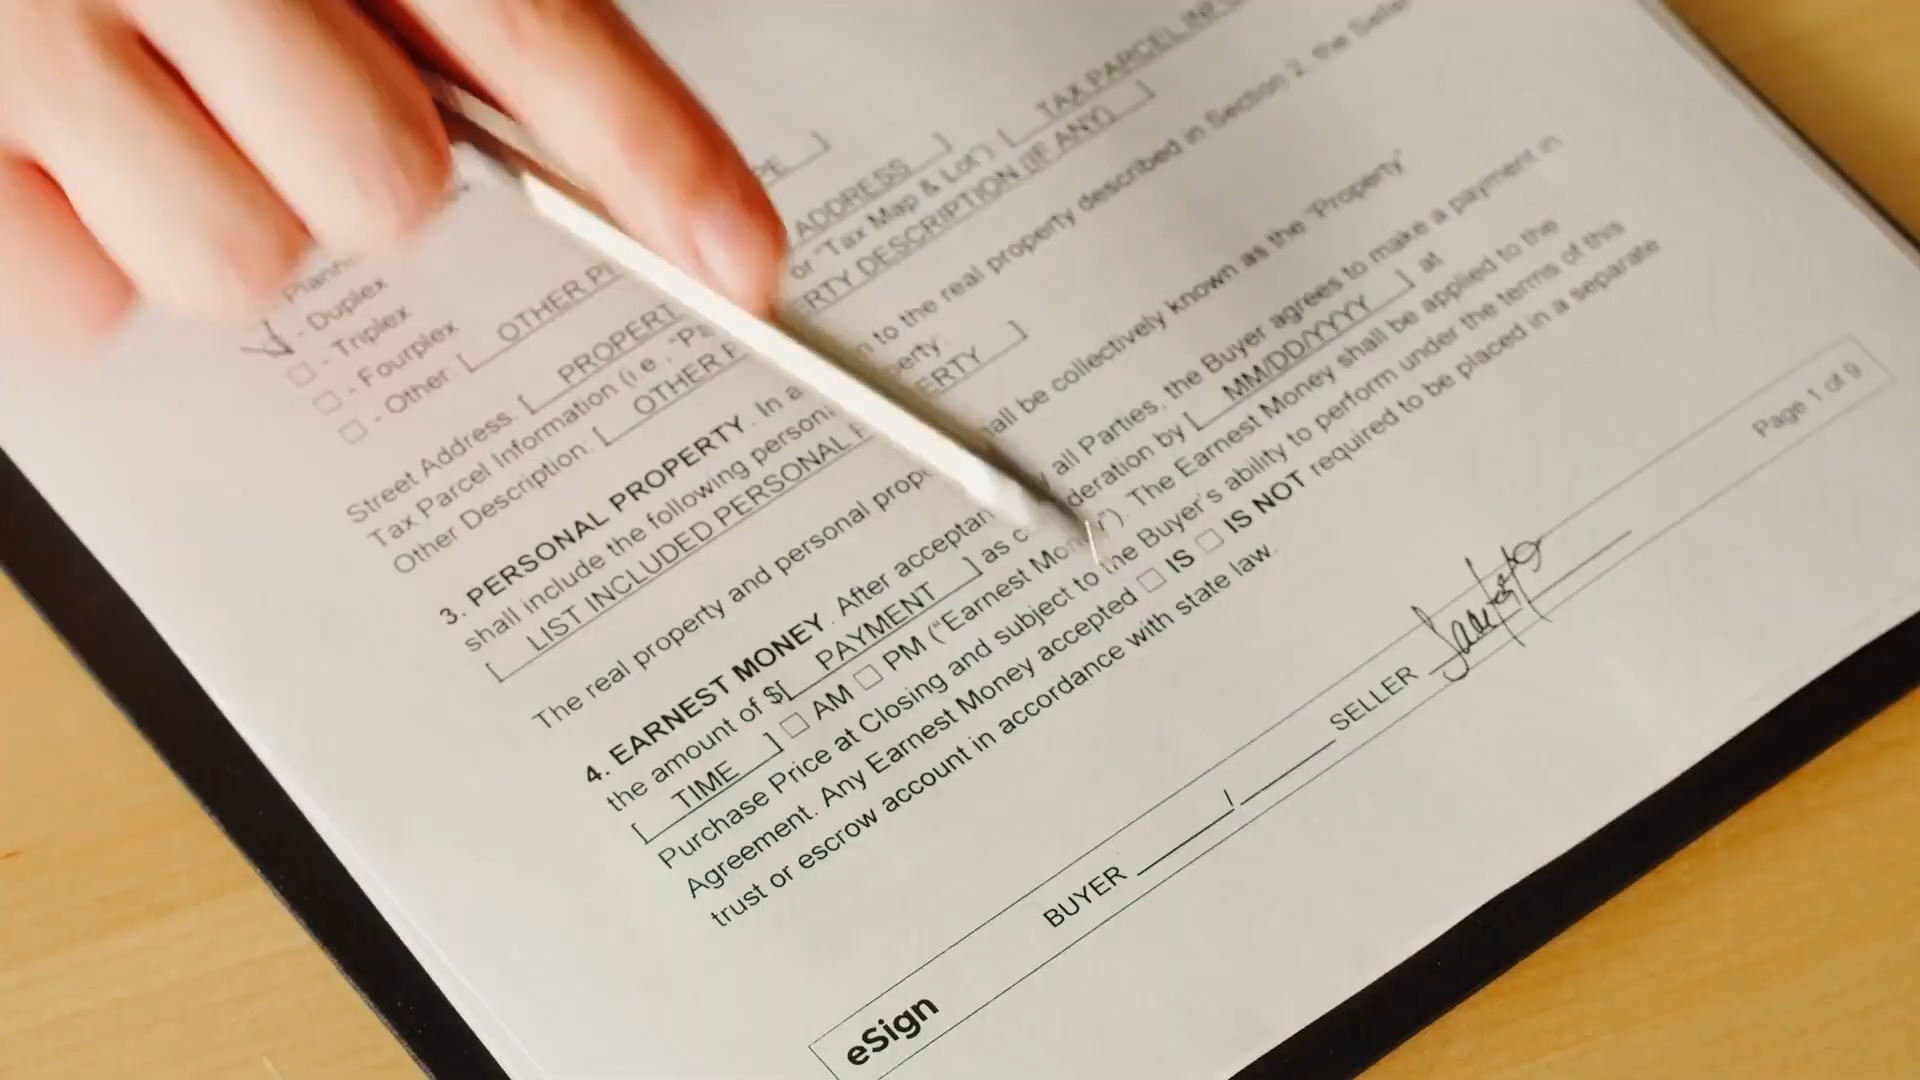 TAX PARCEL
ADDRESS
or "Tax Map & Lot")
DESCRIPTION (IF ANY)
- Duplex
- Triplex
- Fourplex
- Other: [ OTHER
Street Address: [ PROPERT
Tax Parcel Information (i.e., "Pa
Other Description: [ OTHER
3. PERSONAL PROPERTY. In a to the real property described in Section 2, the Seller
shall include the following person perty:
[ LIST INCLUDED PERSONAL ERTY ]
The real property and personal prop all be collectively known as the "Property"
4. EARNEST MONEY. After acceptan all Parties, the Buyer agrees to make a payment in
the amount of $[ PAYMENT ] as c deration by [ MM/DD/YYYY ] at
[ TIME ] ☐ AM ☐ PM ("Earnest Mon "). The Earnest Money shall be applied to the
Purchase Price at Closing and subject to the Buyer's ability to perform under the terms of this
Agreement. Any Earnest Money accepted ☐ IS ☐ IS NOT required to be placed in a separate
trust or escrow account in accordance with state law.
eSign BUYER ______ / ______ SELLER Page 1 of 9